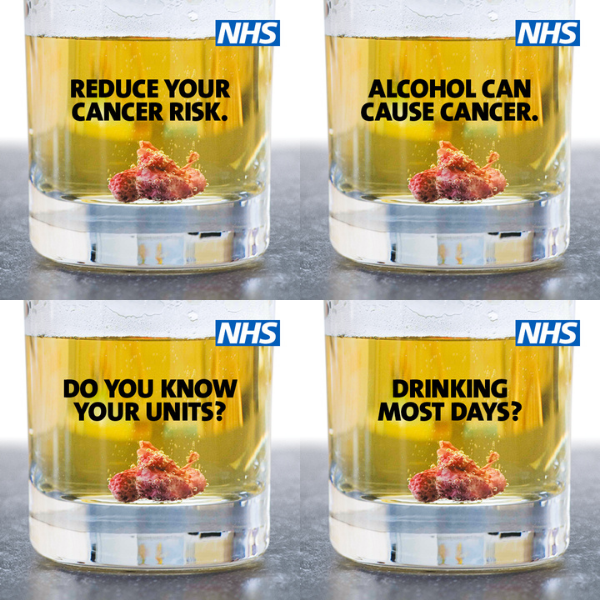 NHS
REDUCE YOUR
CANCER RISK.
NHS
ALCOHOL CAN
CAUSE CANCER.
NHS
DO YOU KNOW
YOUR UNITS?
NHS
DRINKING
MOST DAYS?